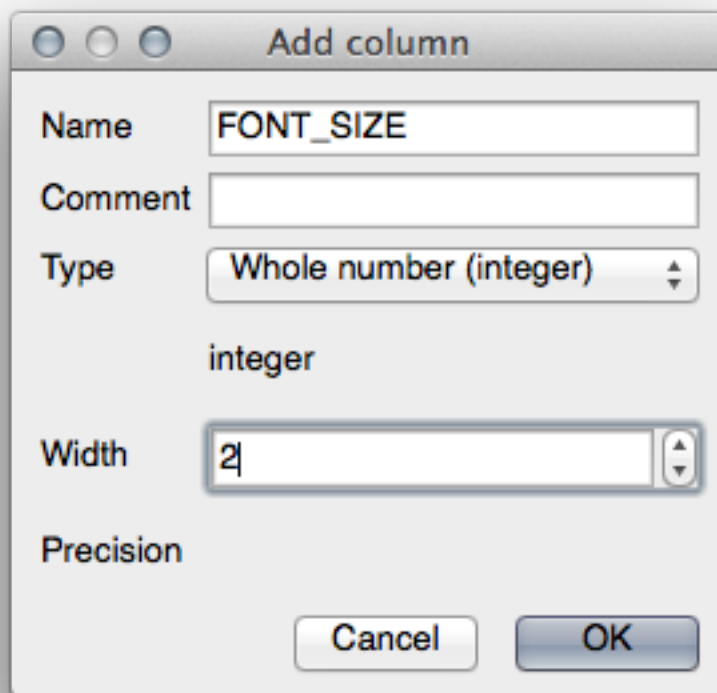 Add column
Name FONT_SIZE
Comment
Type Whole number (integer)
integer
Width 2
Precision
Cancel OK